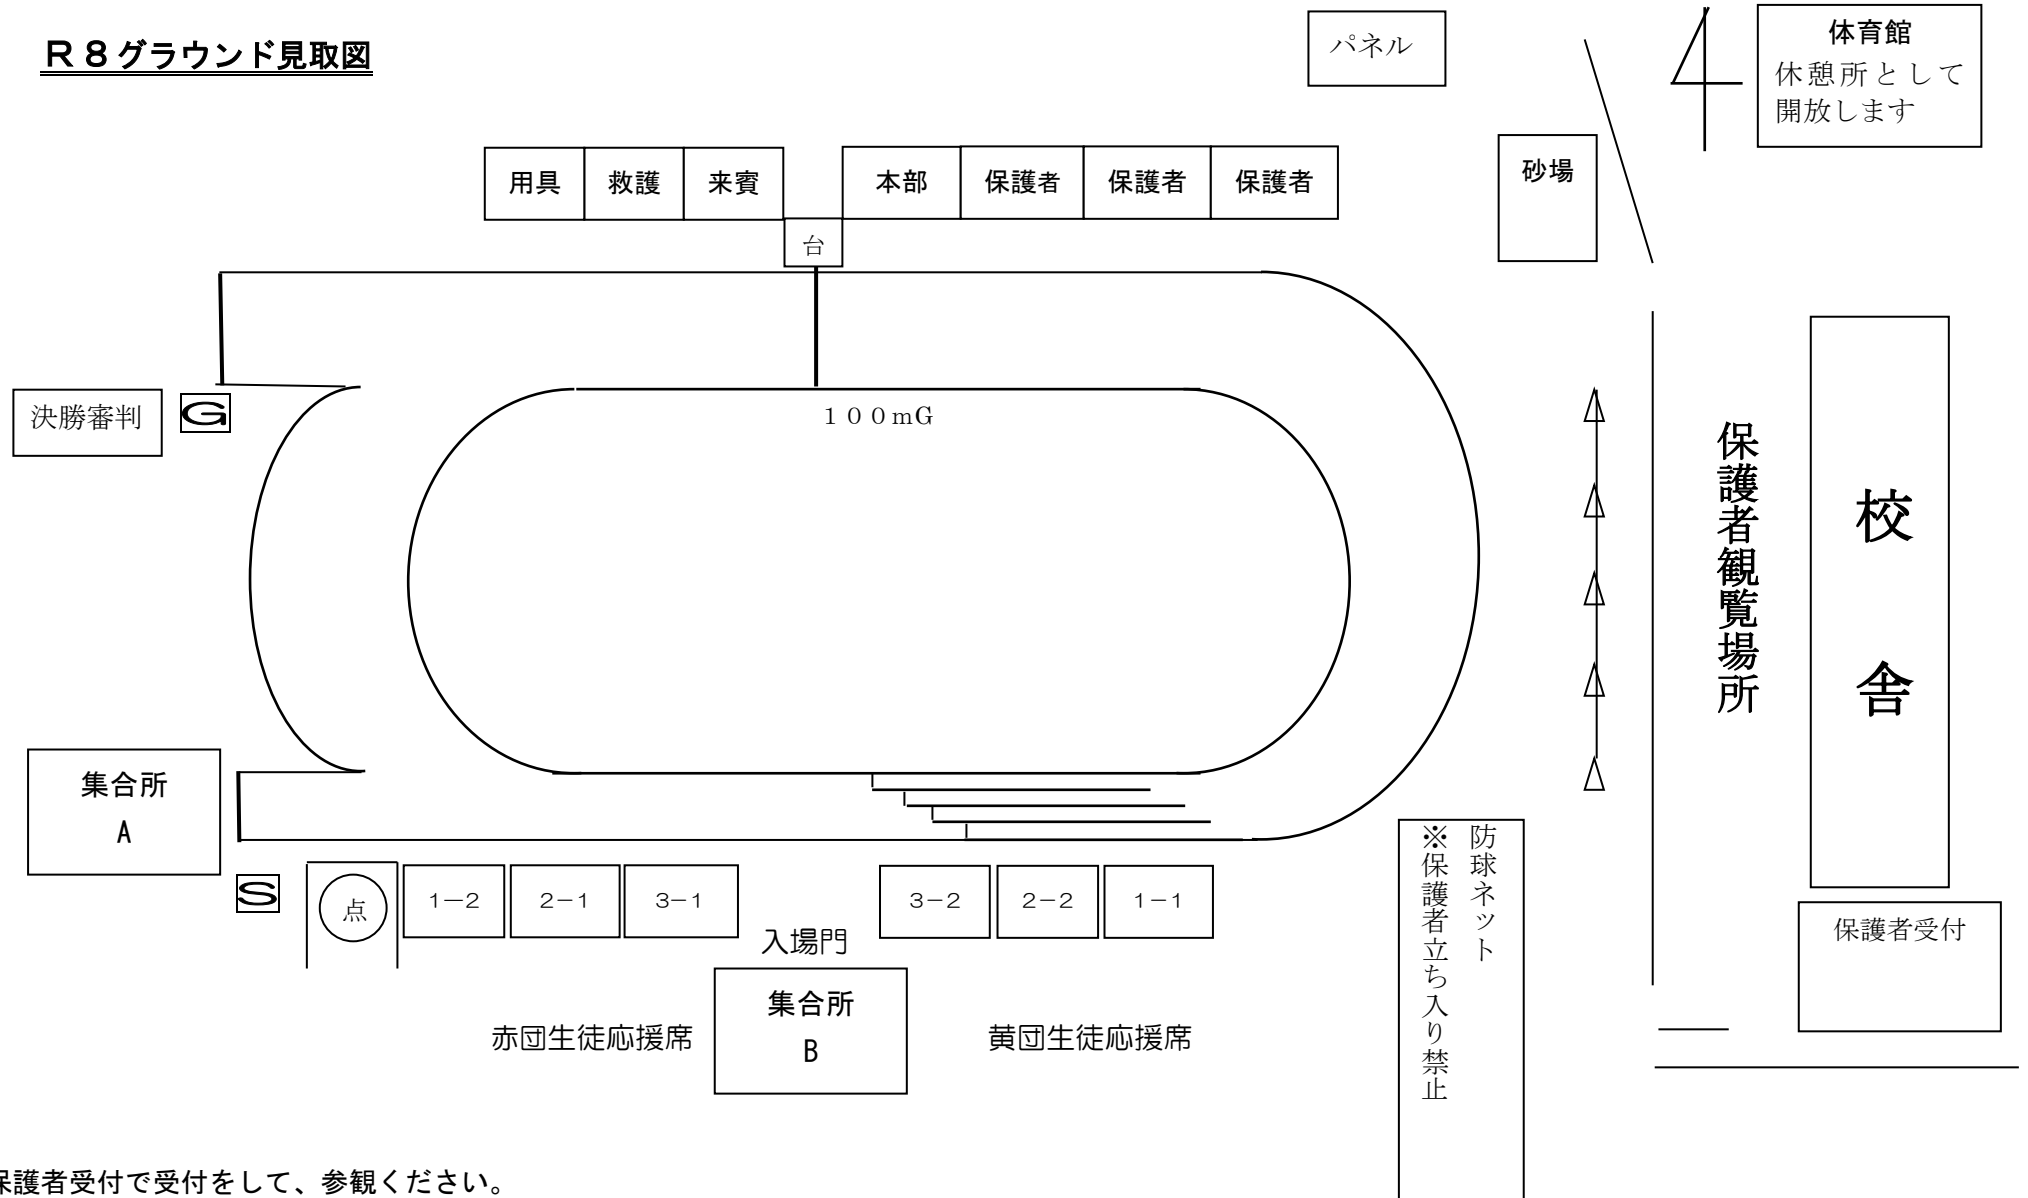 R8グラウンド見取図
パネル
体育館
休憩所として
開放します
用具
救護
来賓
本部
保護者
保護者
保護者
砂場
台
決勝審判
G
100mG
保護者観覧場所
校舎
集合所
A
S
点
1-2
2-1
3-1
3-2
2-2
1-1
入場門
集合所
B
赤団生徒応援席
黄団生徒応援席
防球ネット
※保護者立ち入り禁止
保護者受付
保護者受付で受付をして、参観ください。